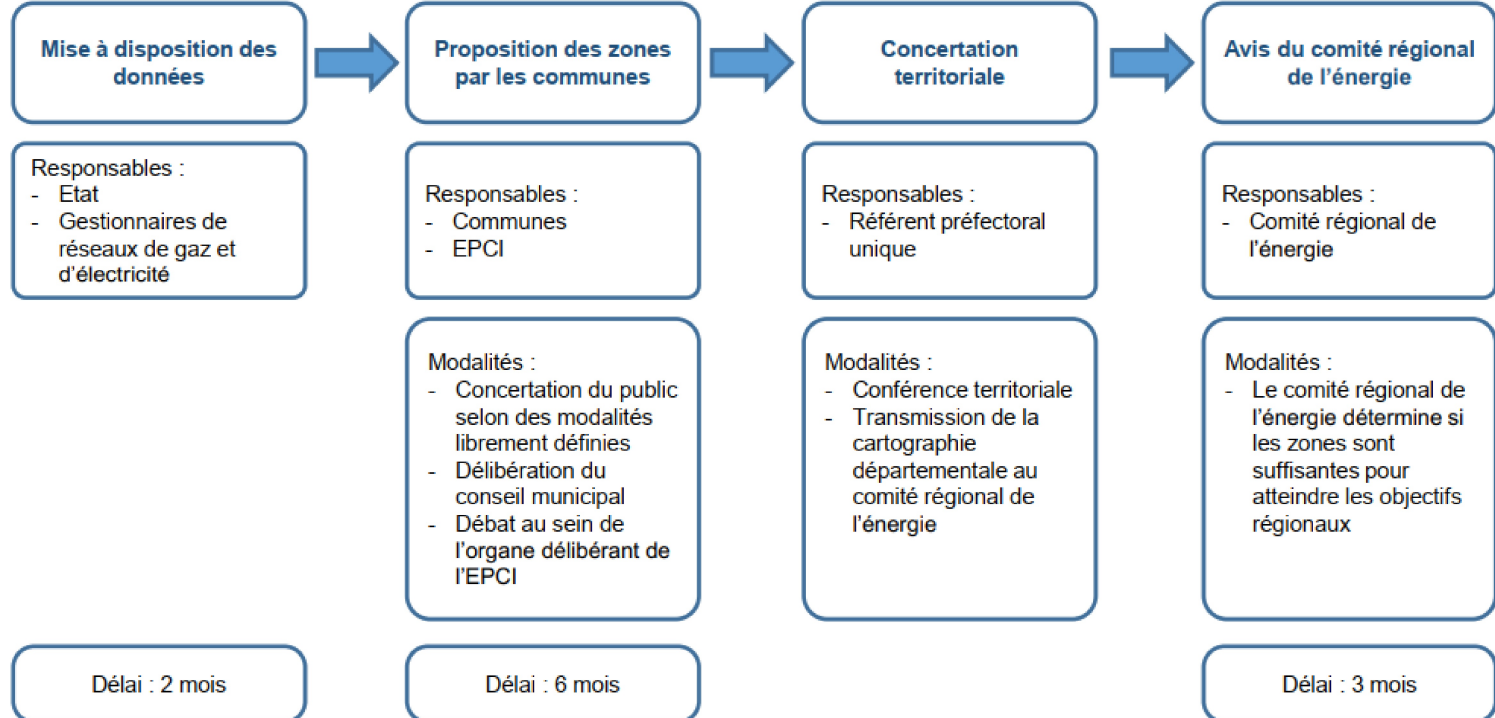 Mise à disposition des
données
Proposition des zones
par les communes
Concertation
territoriale
Avis du comité régional
de l'énergie
Responsables :
- Etat
- Gestionnaires de
réseaux de gaz et
d'électricité
Responsables :
- Communes
- EPCI
Responsables :
- Référent préfectoral
unique
Responsables :
- Comité régional de
l'énergie
Modalités :
- Concertation du public
selon des modalités
librement définies
- Délibération du
conseil municipal
- Débat au sein de
l'organe délibérant de
l'EPCI
Modalités :
- Conférence territoriale
- Transmission de la
cartographie
départementale au
comité régional de
l'énergie
Modalités :
- Le comité régional de
l'énergie détermine si
les zones sont
suffisantes pour
atteindre les objectifs
régionaux
Délai : 2 mois
Délai : 6 mois
Délai : 3 mois